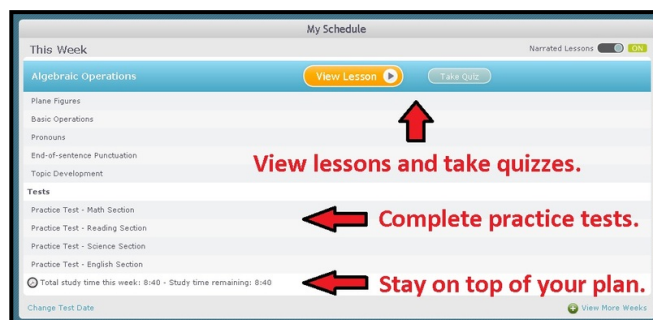 My Schedule
This Week
Narrated Lessons ON
Algebraic Operations View Lesson Take Quiz
Plane Figures
Basic Operations
Pronouns
End-of-sentence Punctuation
View lessons and take quizzes.
Topic Development
Tests
Practice Test - Math Section
Complete practice tests.
Practice Test - Reading Section
Practice Test - Science Section
Practice Test - English Section
Total study time this week: 8:40 - Study time remaining: 8:40
Stay on top of your plan.
Change Test Date
View More Weeks